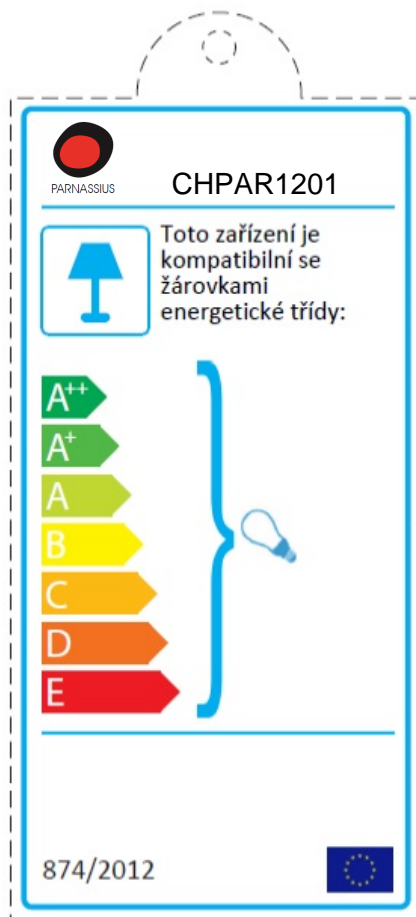 PARNASSIUS
CHPAR1201
Toto zařízení je
kompatibilní se
žárovkami
energetické třídy:
A++
A+
A
B
C
D
E
874/2012